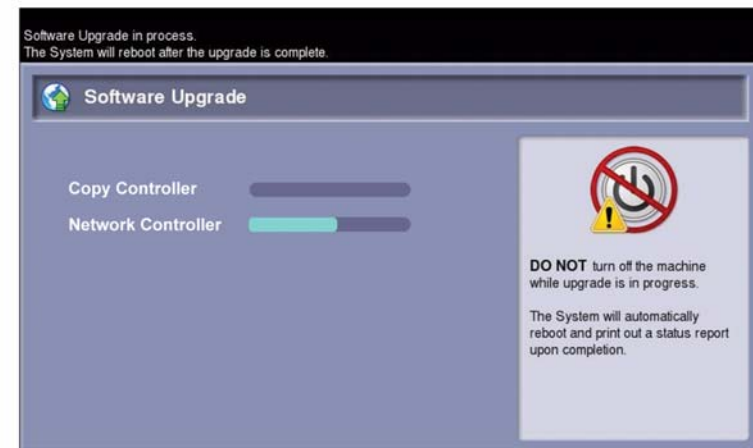 Software Upgrade in process.
The System will reboot after the upgrade is complete.
Software Upgrade
Copy Controller
Network Controller
DO NOT turn off the machine
while upgrade is in progress.
The System will automatically
reboot and print out a status report
upon completion.